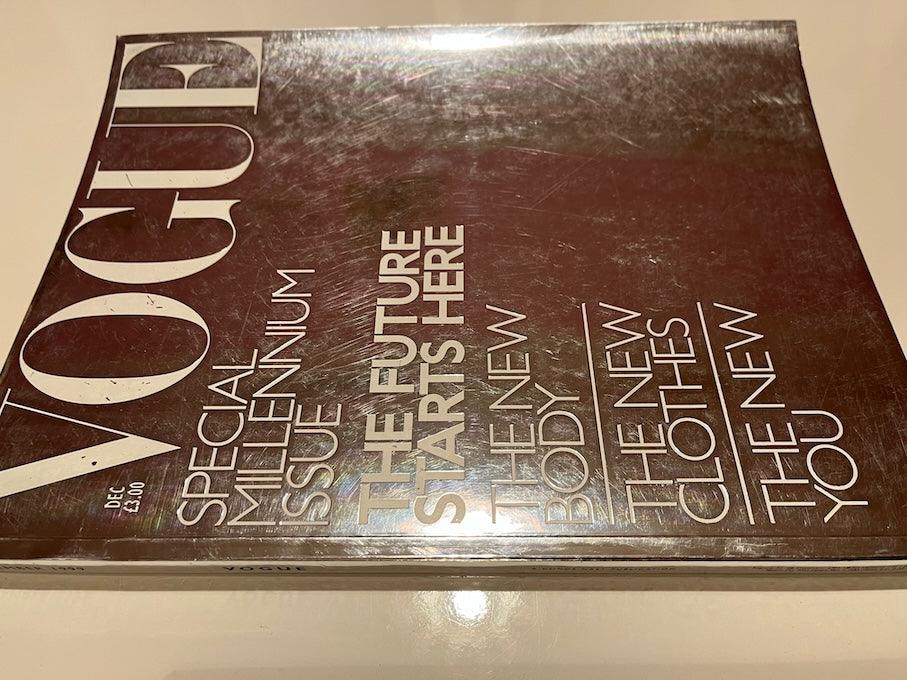 VOGUE
DEC
£3.00
SPECIAL
MILLENNIUM
ISSUE
THE FUTURE
STARTS HERE
THE NEW
BODY
THE NEW
CLOTHES
THE NEW
YOU
1999
VOGUE